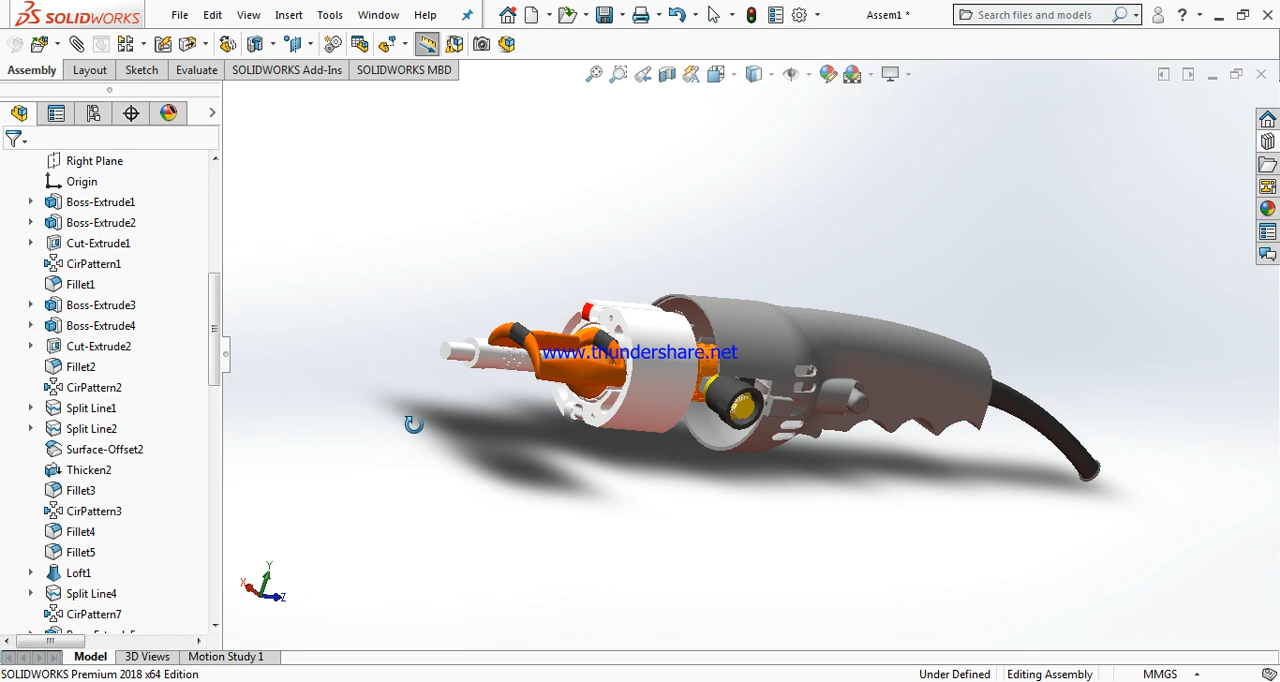 SOLIDWORKS File Edit View Insert Tools Window Help Assem1 * Search files and models ?
Assembly Layout Sketch Evaluate SOLIDWORKS Add-Ins SOLIDWORKS MBD
Right Plane
Origin
Boss-Extrude1
Boss-Extrude2
Cut-Extrude1
CirPattern1
Fillet1
Boss-Extrude3
Boss-Extrude4
Cut-Extrude2
Fillet2
CirPattern2
Split Line1
Split Line2
Surface-Offset2
Thicken2
Fillet3
CirPattern3
Fillet4
Fillet5
Loft1
Split Line4
CirPattern7
www.thundershare.net
Y
X
Z
Model 3D Views Motion Study 1
SOLIDWORKS Premium 2018 x64 Edition Under Defined Editing Assembly MMGS